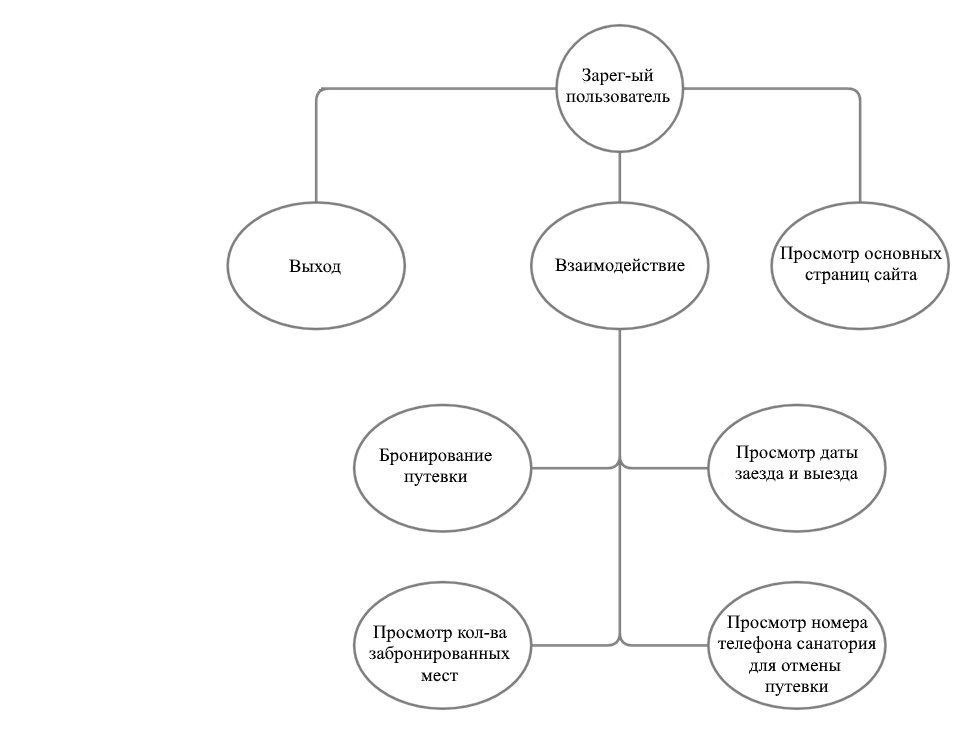 Зарег-ый
пользователь
Выход
Взаимодействие
Просмотр основных
страниц сайта
Бронирование
путевки
Просмотр даты
заезда и выезда
Просмотр кол-ва
забронированных
мест
Просмотр номера
телефона санатория
для отмены
путевки